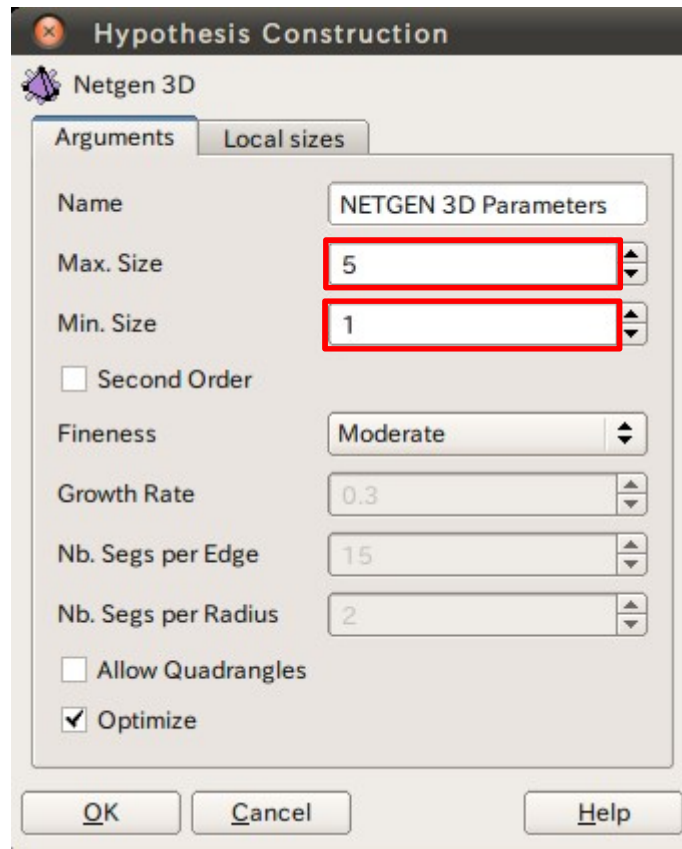 Hypothesis Construction
Netgen 3D
Arguments Local sizes
Name NETGEN 3D Parameters
Max. Size 5
Min. Size 1
Second Order
Fineness Moderate
Growth Rate 0.3
Nb. Segs per Edge 15
Nb. Segs per Radius 2
Allow Quadrangles
Optimize
OK Cancel Help